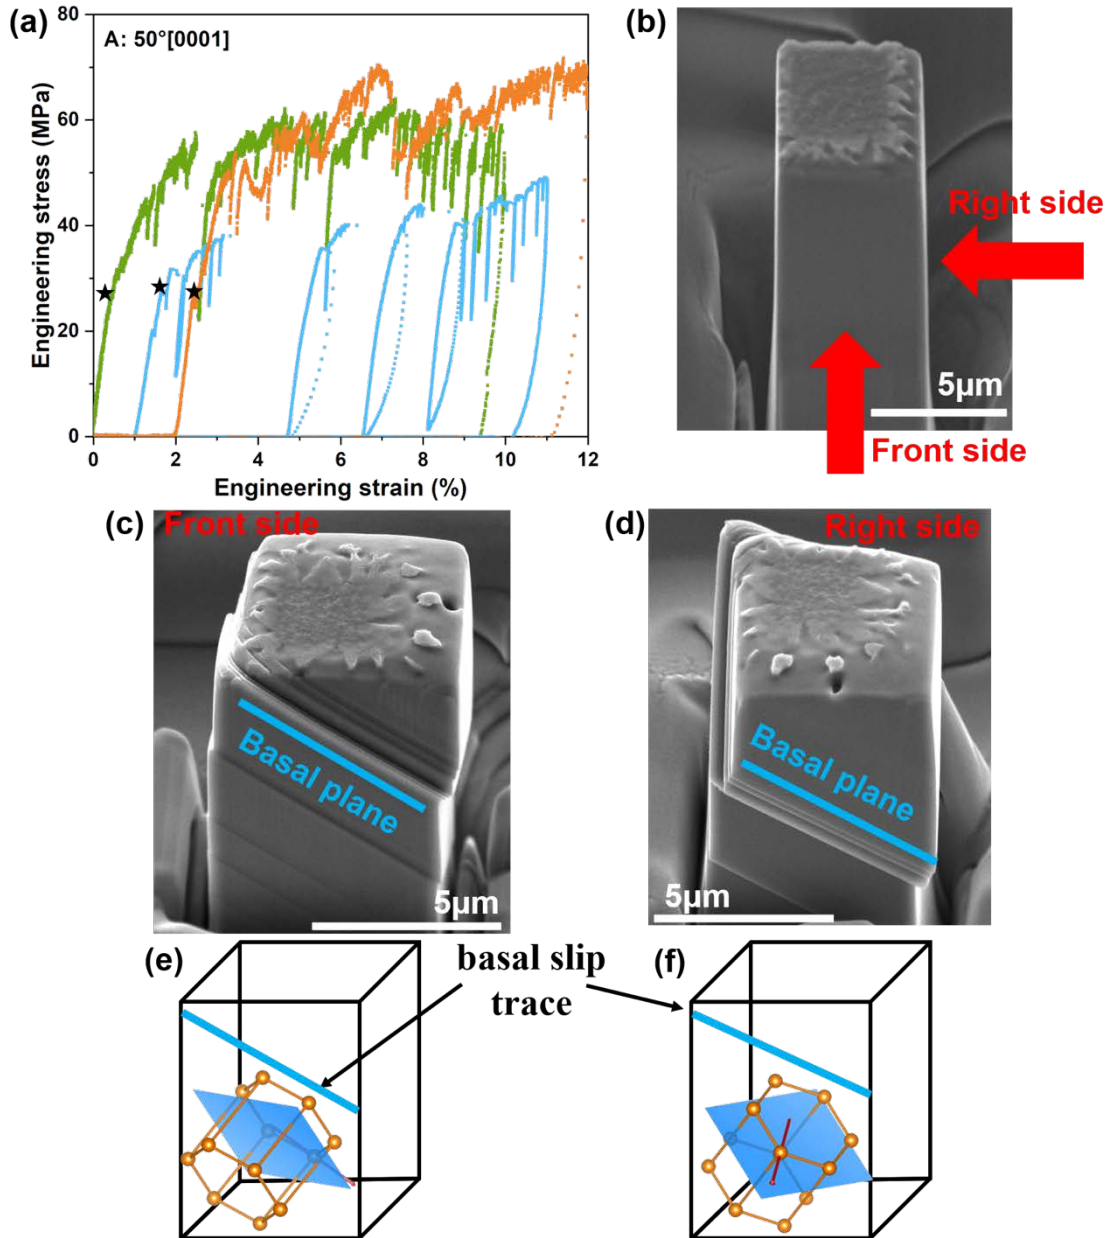 (a)
A: 50°[0001]
80
60
40
20
0
0 2 4 6 8 10 12
Engineering stress (MPa)
Engineering strain (%)
(b)
Right side
5μm
Front side
(c) Front side
Basal plane
5μm
(d) Right side
Basal plane
5μm
(e)
basal slip
trace
(f)